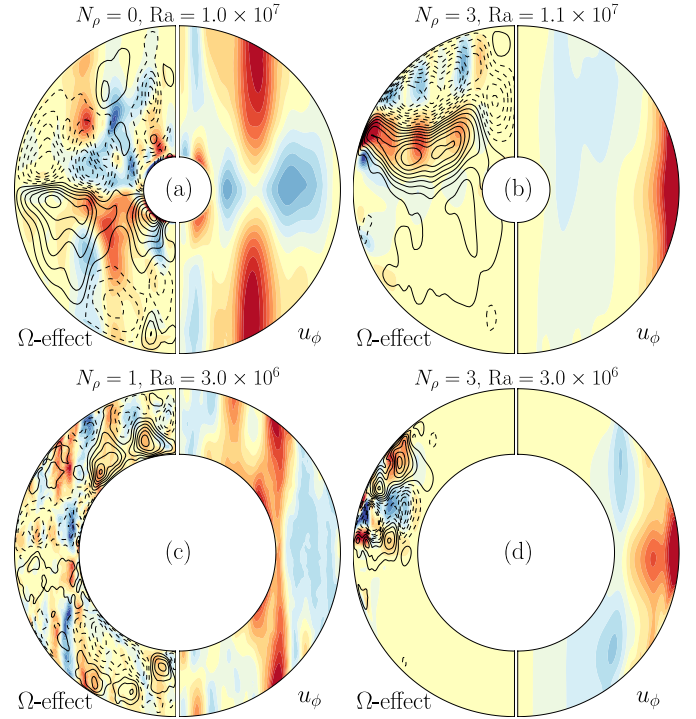 N_ρ = 0, Ra = 1.0 × 10^7
N_ρ = 3, Ra = 1.1 × 10^7
(a)
(b)
Ω-effect
u_ϕ
Ω-effect
u_ϕ
N_ρ = 1, Ra = 3.0 × 10^6
N_ρ = 3, Ra = 3.0 × 10^6
(c)
(d)
Ω-effect
u_ϕ
Ω-effect
u_ϕ